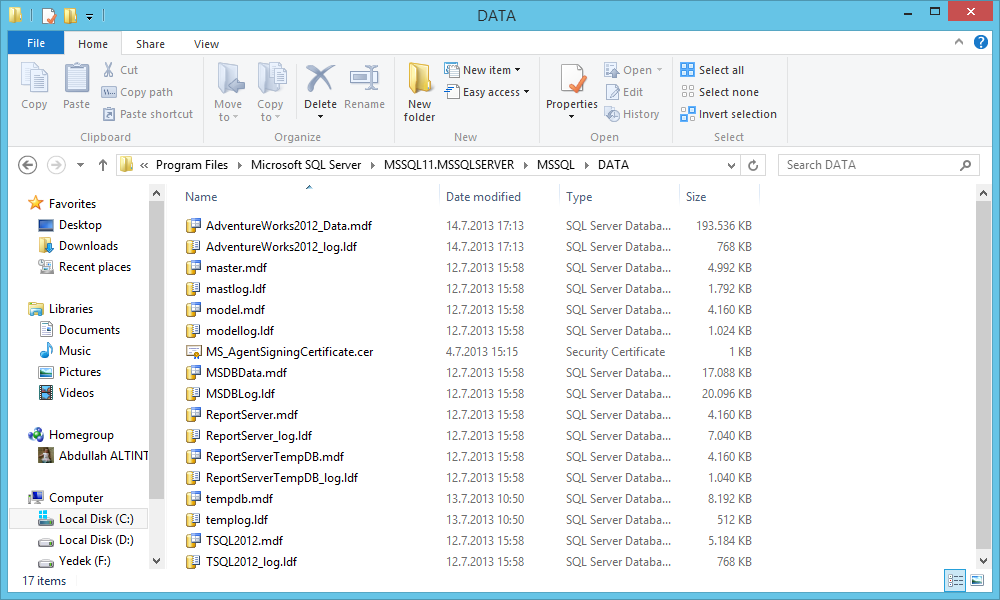 DATA
File Home Share View
Copy
Paste
Cut
Copy path
Paste shortcut
Clipboard
Move to
Copy to
Delete
Rename
Organize
New folder
New item
Easy access
New
Properties
Open
Edit
History
Open
Select all
Select none
Invert selection
Select
« Program Files Microsoft SQL Server MSSQL11.MSSQLSERVER MSSQL DATA
Search DATA
Favorites
Desktop
Downloads
Recent places
Libraries
Documents
Music
Pictures
Videos
Homegroup
Abdullah ALTINT
Computer
Local Disk (C:)
Local Disk (D:)
Yedek (F:)
Name Date modified Type Size
AdventureWorks2012_Data.mdf 14.7.2013 17:13 SQL Server Databa... 193.536 KB
AdventureWorks2012_log.ldf 14.7.2013 17:13 SQL Server Databa... 768 KB
master.mdf 12.7.2013 15:58 SQL Server Databa... 4.992 KB
mastlog.ldf 12.7.2013 15:58 SQL Server Databa... 1.792 KB
model.mdf 12.7.2013 15:58 SQL Server Databa... 4.160 KB
modellog.ldf 12.7.2013 15:58 SQL Server Databa... 1.024 KB
MS_AgentSigningCertificate.cer 4.7.2013 15:15 Security Certificate 1 KB
MSDBData.mdf 12.7.2013 15:58 SQL Server Databa... 17.088 KB
MSDBLog.ldf 12.7.2013 15:58 SQL Server Databa... 20.096 KB
ReportServer.mdf 12.7.2013 15:58 SQL Server Databa... 4.160 KB
ReportServer_log.ldf 12.7.2013 15:58 SQL Server Databa... 7.040 KB
ReportServerTempDB.mdf 12.7.2013 15:58 SQL Server Databa... 4.160 KB
ReportServerTempDB_log.ldf 12.7.2013 15:58 SQL Server Databa... 1.040 KB
tempdb.mdf 13.7.2013 10:50 SQL Server Databa... 8.192 KB
templog.ldf 13.7.2013 10:50 SQL Server Databa... 512 KB
TSQL2012.mdf 12.7.2013 15:58 SQL Server Databa... 5.184 KB
TSQL2012_log.ldf 12.7.2013 15:58 SQL Server Databa... 768 KB
17 items